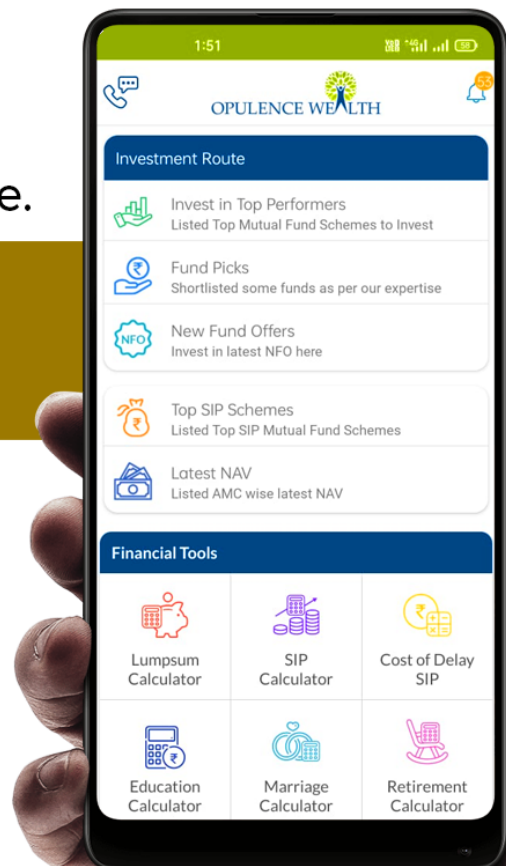 1:51
58
53
OPULENCE WEALTH
e.
Investment Route
Invest in Top Performers
Listed Top Mutual Fund Schemes to Invest
Fund Picks
Shortlisted some funds as per our expertise
NFO
New Fund Offers
Invest in latest NFO here
Top SIP Schemes
Listed Top SIP Mutual Fund Schemes
Latest NAV
Listed AMC wise latest NAV
Financial Tools
Lumpsum
Calculator
SIP
Calculator
Cost of Delay
SIP
Education
Calculator
Marriage
Calculator
Retirement
Calculator